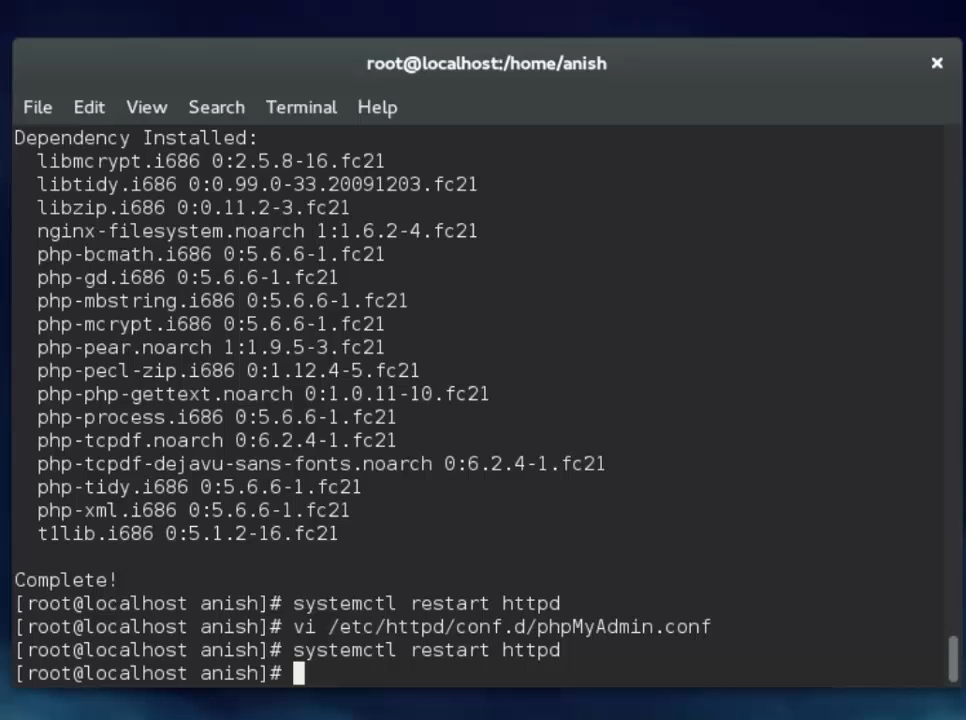 root@localhost:/home/anish
×
File Edit View Search Terminal Help
Dependency Installed:
libmcrypt.i686 0:2.5.8-16.fc21
libtidy.i686 0:0.99.0-33.20091203.fc21
libzip.i686 0:0.11.2-3.fc21
nginx-filesystem.noarch 1:1.6.2-4.fc21
php-bcmath.i686 0:5.6.6-1.fc21
php-gd.i686 0:5.6.6-1.fc21
php-mbstring.i686 0:5.6.6-1.fc21
php-mcrypt.i686 0:5.6.6-1.fc21
php-pear.noarch 1:1.9.5-3.fc21
php-pecl-zip.i686 0:1.12.4-5.fc21
php-php-gettext.noarch 0:1.0.11-10.fc21
php-process.i686 0:5.6.6-1.fc21
php-tcpdf.noarch 0:6.2.4-1.fc21
php-tcpdf-dejavu-sans-fonts.noarch 0:6.2.4-1.fc21
php-tidy.i686 0:5.6.6-1.fc21
php-xml.i686 0:5.6.6-1.fc21
t1lib.i686 0:5.1.2-16.fc21
Complete!
[root@localhost anish]# systemctl restart httpd
[root@localhost anish]# vi /etc/httpd/conf.d/phpMyAdmin.conf
[root@localhost anish]# systemctl restart httpd
[root@localhost anish]#